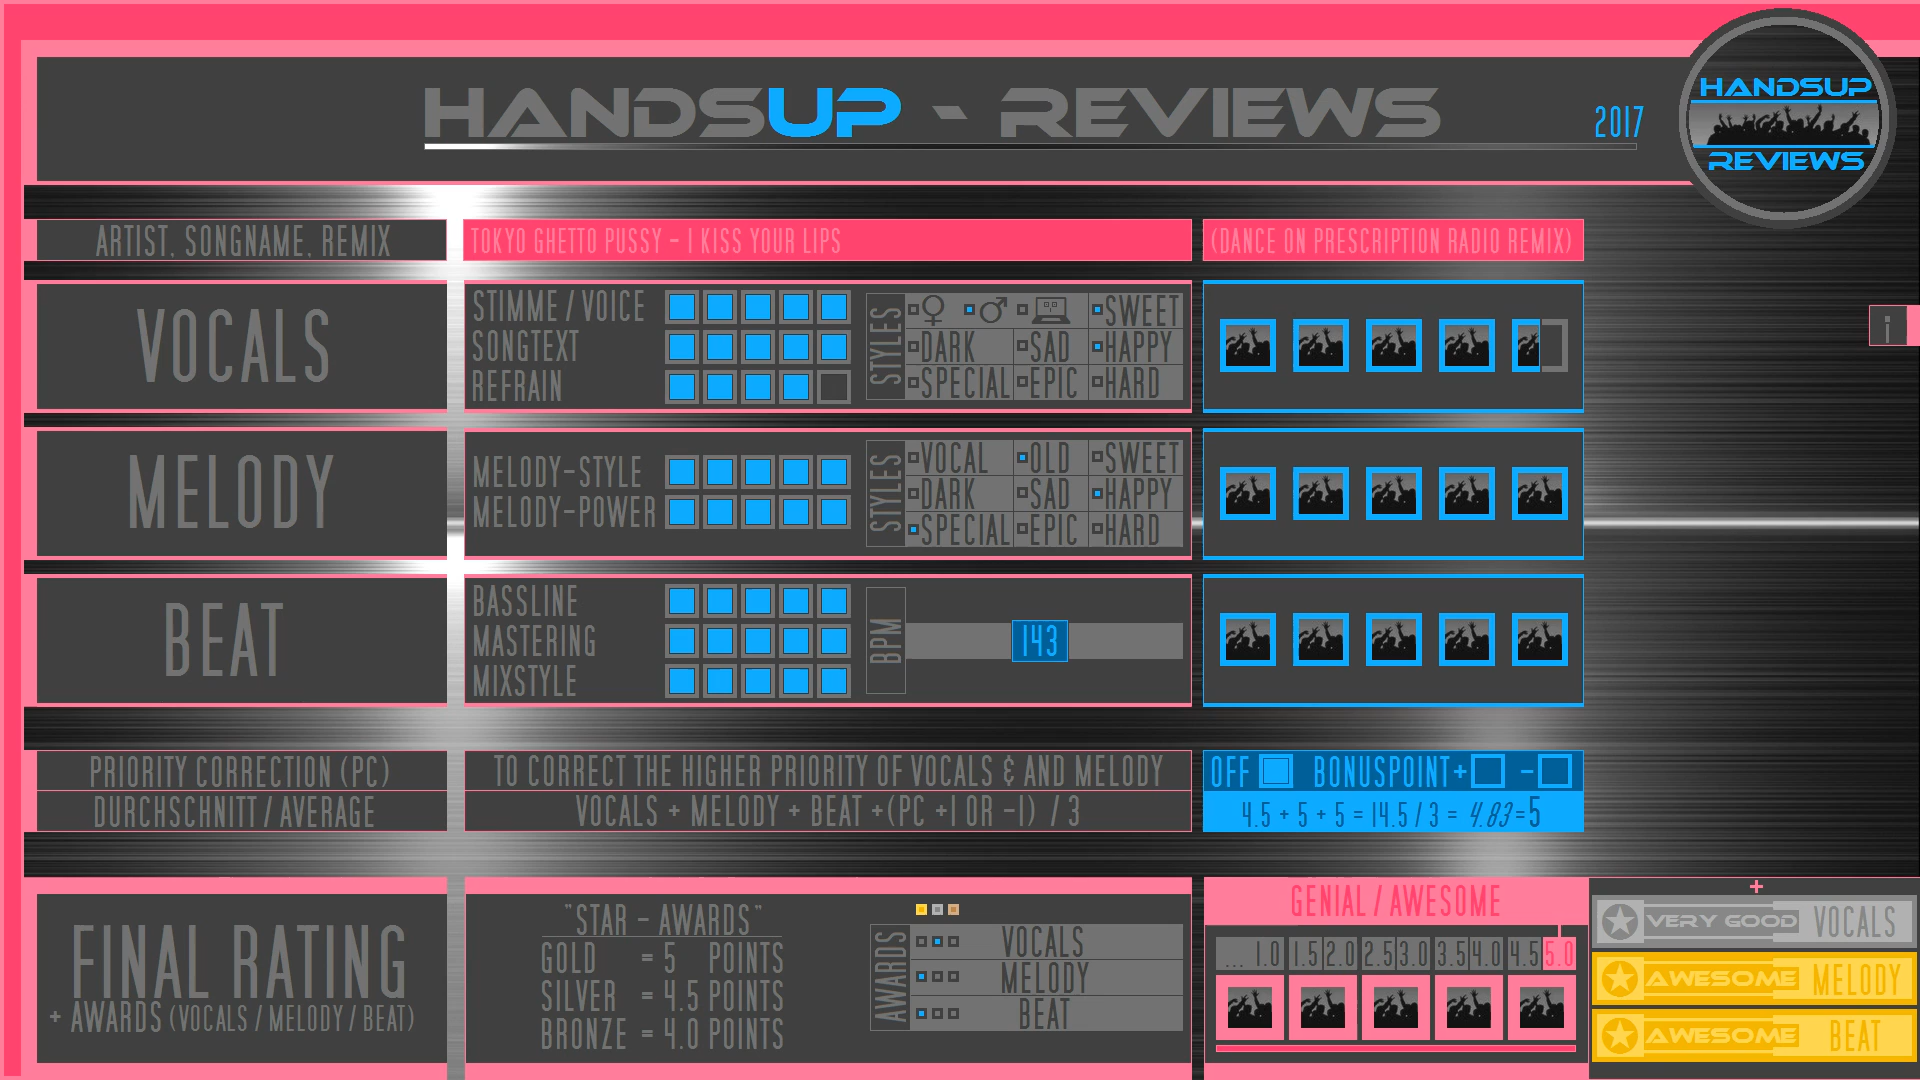 HANDSUP - REVIEWS
2017
HANDSUP
REVIEWS
ARTIST, SONGNAME, REMIX
TOKYO GHETTO PUSSY - I KISS YOUR LIPS
(DANCE ON PRESCRIPTION RADIO REMIX)
VOCALS
STIMME / VOICE
SONGTEXT
REFRAIN
STYLES
SWEET
DARK SAD HAPPY
SPECIAL EPIC HARD
i
MELODY
MELODY-STYLE
MELODY-POWER
STYLES
VOCAL OLD SWEET
DARK SAD HAPPY
SPECIAL EPIC HARD
BEAT
BASSLINE
MASTERING
MIXSTYLE
BPM
143
PRIORITY CORRECTION (PC)
TO CORRECT THE HIGHER PRIORITY OF VOCALS & AND MELODY
OFF BONUSPOINT + -
DURCHSCHNITT / AVERAGE
VOCALS + MELODY + BEAT +(PC +1 OR -1) / 3
4.5 + 5 + 5 = 14.5 / 3 = 4.83=5
FINAL RATING
+ AWARDS (VOCALS / MELODY / BEAT)
"STAR - AWARDS"
GOLD = 5 POINTS
SILVER = 4.5 POINTS
BRONZE = 4.0 POINTS
AWARDS
VOCALS
MELODY
BEAT
GENIAL / AWESOME
... 1.0 1.5 2.0 2.5 3.0 3.5 4.0 4.5 5.0
+
VERY GOOD VOCALS
AWESOME MELODY
AWESOME BEAT